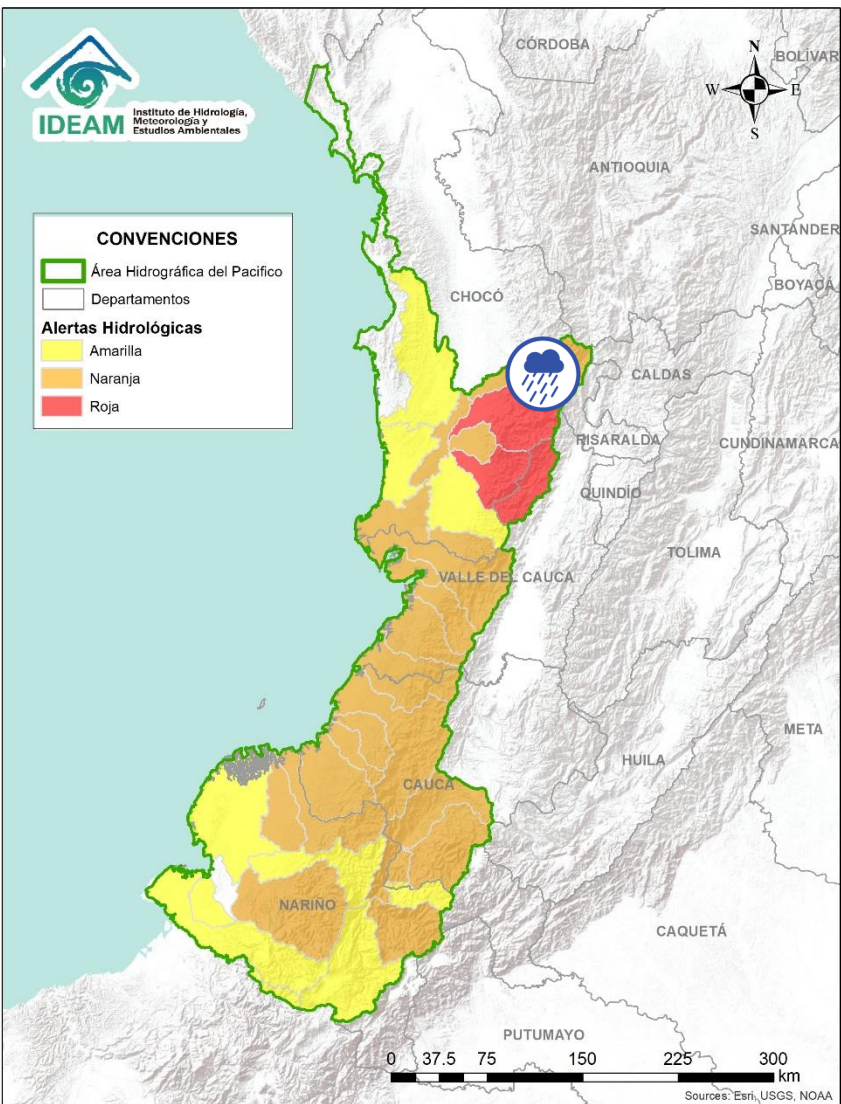 IDEAM
Instituto de Hidrología,
Meteorología y
Estudios Ambientales
CÓRDOBA
BOLÍVAR
N
W
E
S
ANTIOQUIA
SANTANDER
BOYACÁ
CONVENCIONES
Área Hidrográfica del Pacifico
Departamentos
Alertas Hidrológicas
Amarilla
Naranja
Roja
CHOCÓ
CALDAS
RISARALDA
CUNDINAMARCA
QUINDÍO
TOLIMA
VALLE DEL CAUCA
META
HUILA
CAUCA
NARIÑO
CAQUETÁ
PUTUMAYO
0 37.5 75 150 225 300
km
Sources: Esri, USGS, NOAA